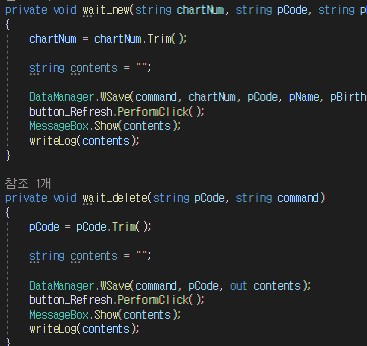 private void wait_new(string chartNum, string pCode, string
{
chartNum = chartNum.Trim();
string contents = "";
DataManager.WSave(command, chartNum, pCode, pName, pBirth
button_Refresh.PerformClick();
MessageBox.Show(contents);
writeLog(contents);
}
참조 1개
private void wait_delete(string pCode, string command)
{
pCode = pCode.Trim();
string contents = "";
DataManager.WSave(command, pCode, out contents);
button_Refresh.PerformClick();
MessageBox.Show(contents);
writeLog(contents);
}